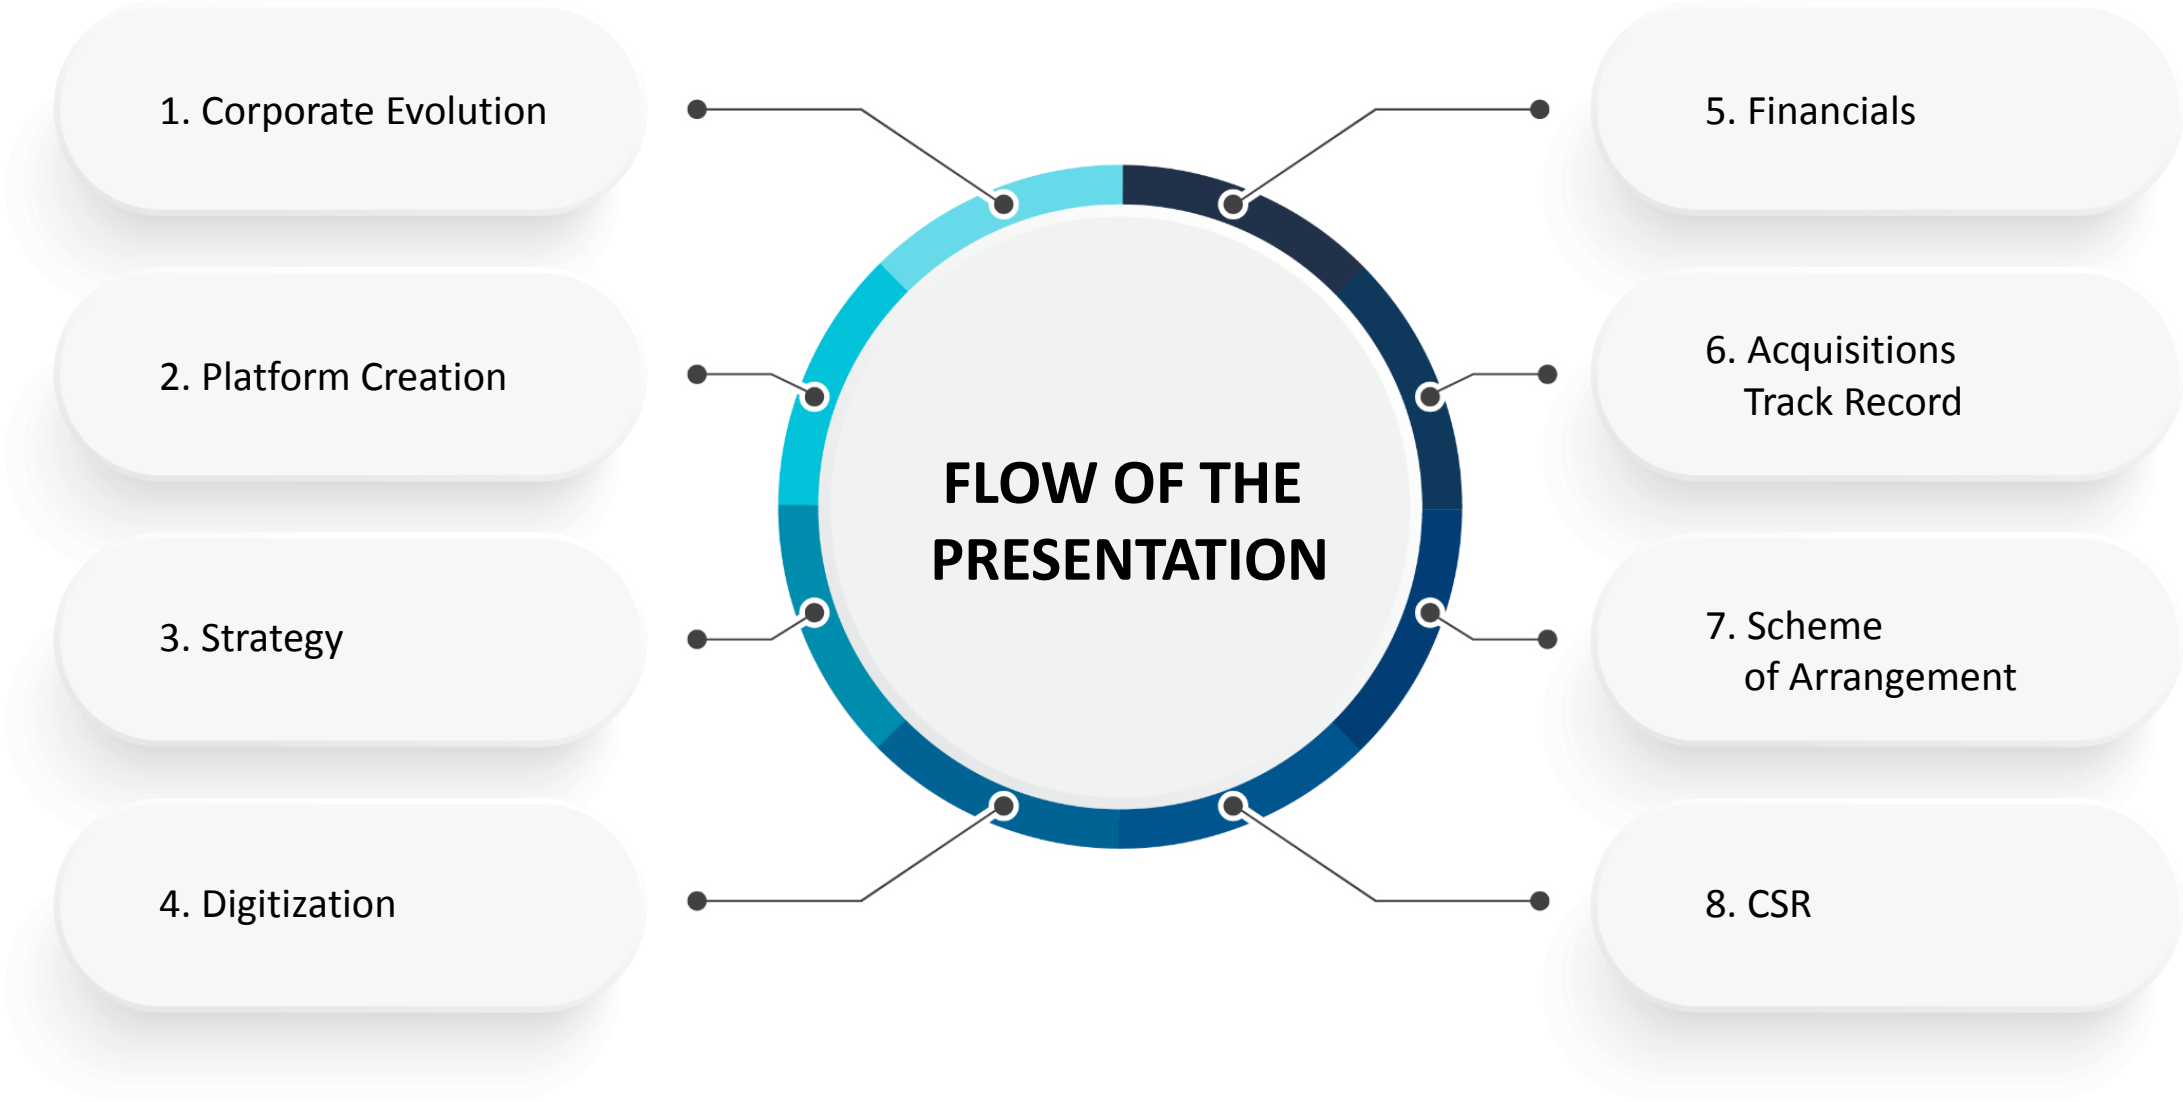 1. Corporate Evolution
2. Platform Creation
3. Strategy
4. Digitization
FLOW OF THE
PRESENTATION
5. Financials
6. Acquisitions
Track Record
7. Scheme
of Arrangement
8. CSR